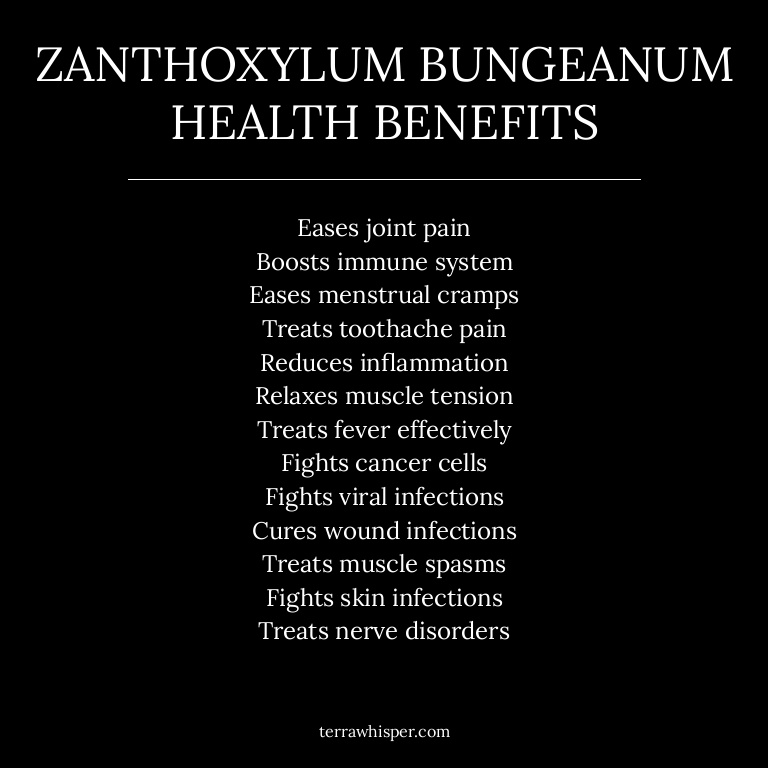 ZANTHOXYLUM BUNGEANUM
HEALTH BENEFITS
Eases joint pain
Boosts immune system
Eases menstrual cramps
Treats toothache pain
Reduces inflammation
Relaxes muscle tension
Treats fever effectively
Fights cancer cells
Fights viral infections
Cures wound infections
Treats muscle spasms
Fights skin infections
Treats nerve disorders
terrawhisper.com